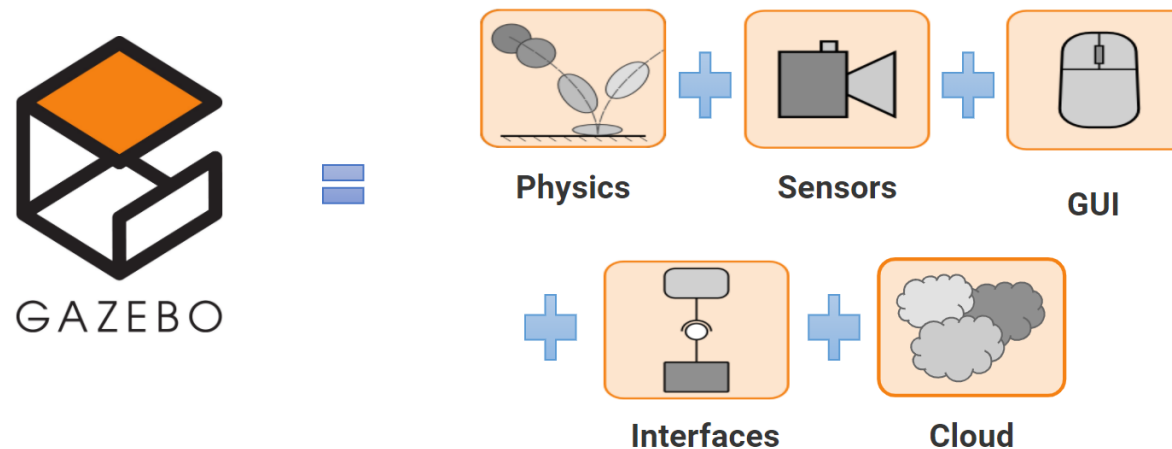 Physics
Sensors
GUI
GAZEBO
Interfaces
Cloud